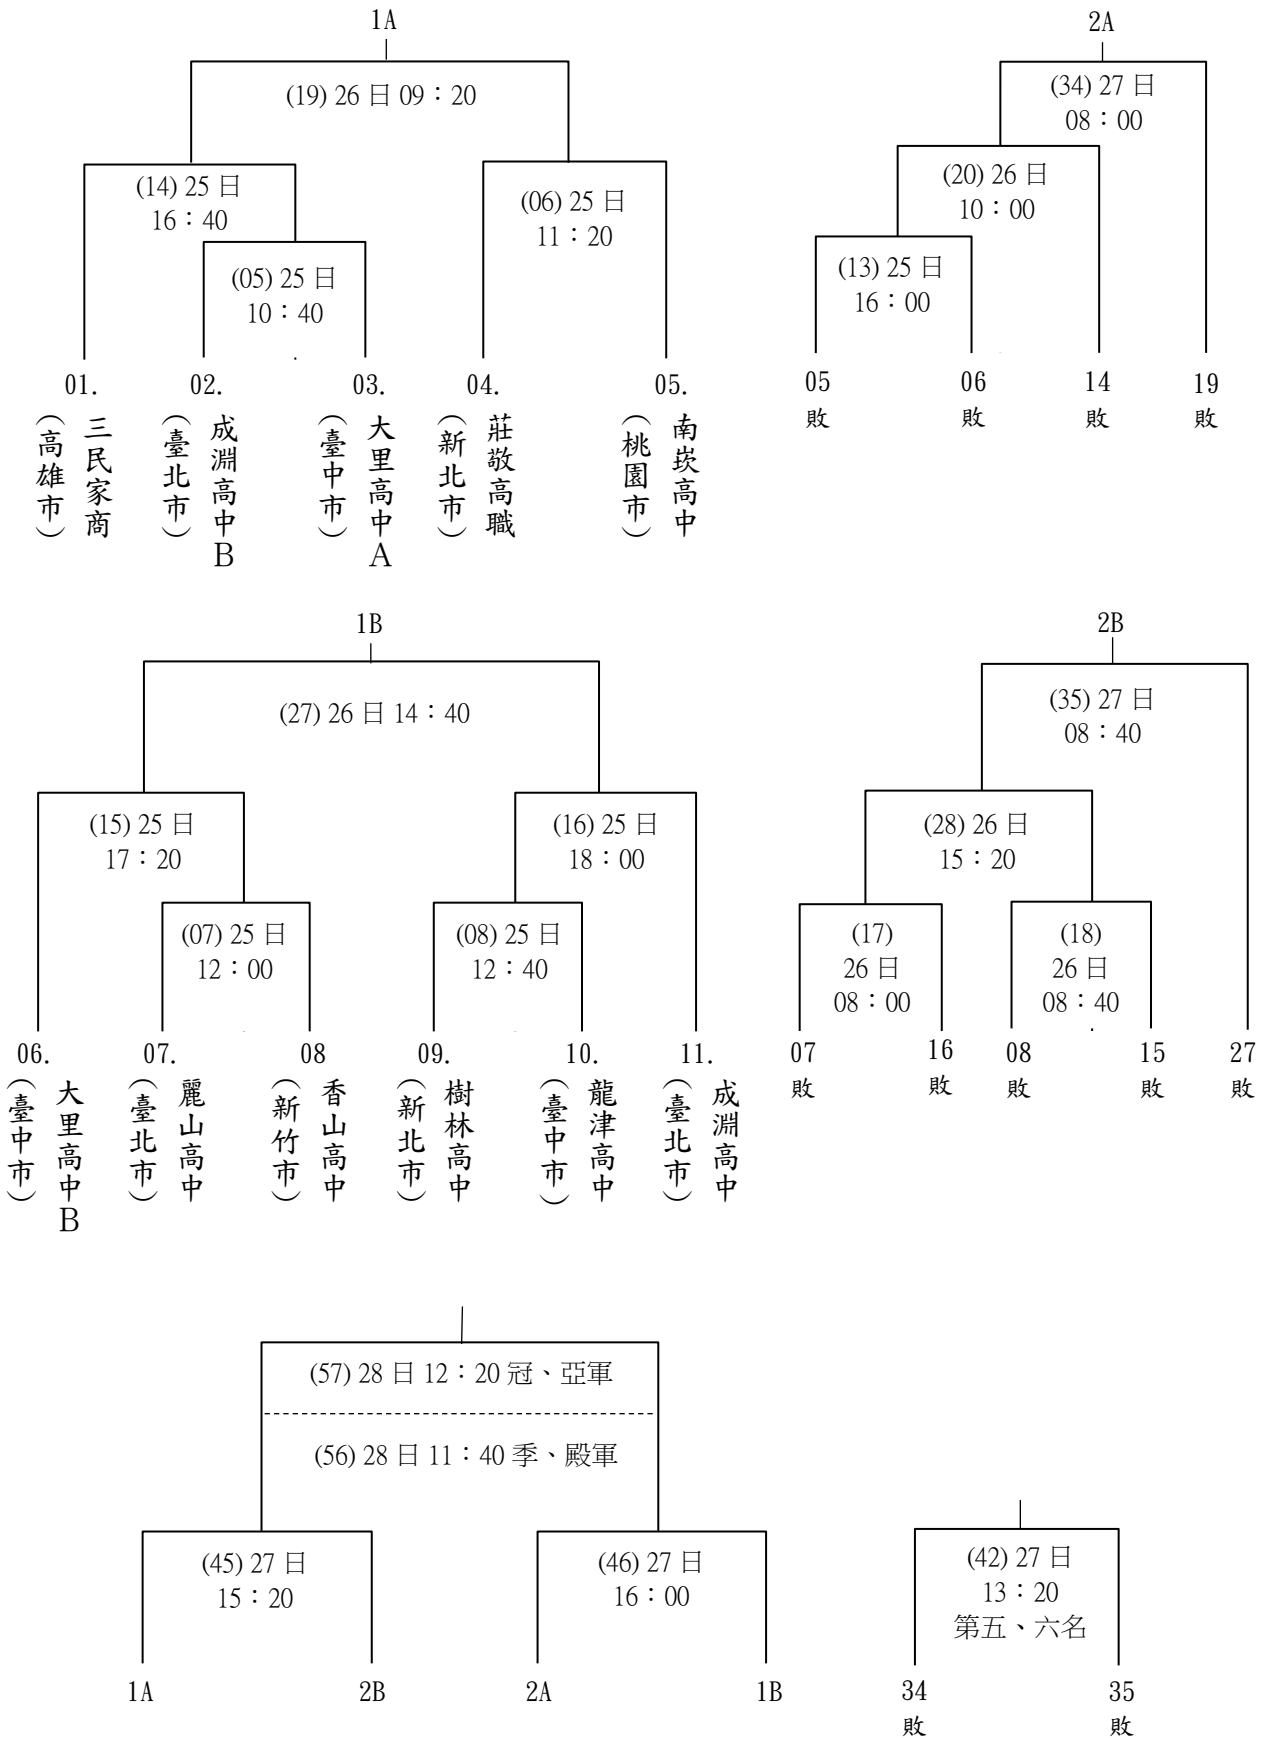 1A
(19) 26 日 09：20
(14) 25 日
16：40
(06) 25 日
11：20
(05) 25 日
10：40
01.
02.
03.
04.
05.
三民家商
（高雄市）
成淵高中B
（臺北市）
大里高中A
（臺中市）
莊敬高職
（新北市）
南崁高中
（桃園市）
2A
(34) 27 日
08：00
(20) 26 日
10：00
(13) 25 日
16：00
05
敗
06
敗
14
敗
19
敗
1B
(27) 26 日 14：40
(15) 25 日
17：20
(16) 25 日
18：00
(07) 25 日
12：00
(08) 25 日
12：40
06.
07.
08
09.
10.
11.
大里高中B
（臺中市）
麗山高中
（臺北市）
香山高中
（新竹市）
樹林高中
（新北市）
龍津高中
（臺中市）
成淵高中
（臺北市）
2B
(35) 27 日
08：40
(28) 26 日
15：20
(17)
26 日
08：00
(18)
26 日
08：40
07
敗
16
敗
08
敗
15
敗
27
敗
(57) 28 日 12：20 冠、亞軍
(56) 28 日 11：40 季、殿軍
(45) 27 日
15：20
(46) 27 日
16：00
1A
2B
2A
1B
(42) 27 日
13：20
第五、六名
34
敗
35
敗